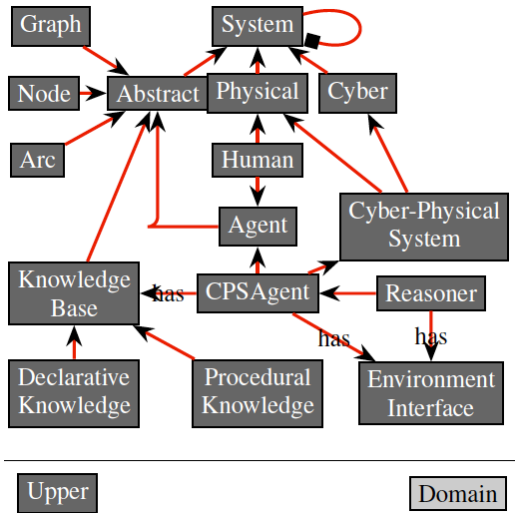 Graph
System
Node
Abstract
Physical
Cyber
Arc
Human
Agent
Cyber-Physical
System
Knowledge
Base
has
CPSAgent
Reasoner
has
has
Declarative
Knowledge
Procedural
Knowledge
Environment
Interface
Upper
Domain